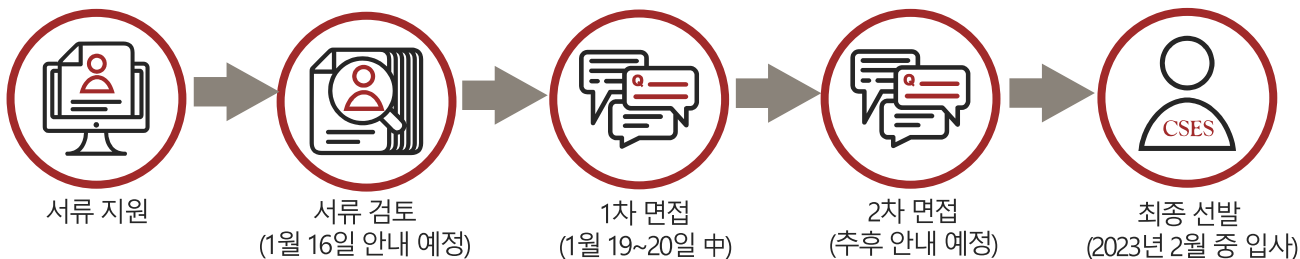 서류 지원
서류 검토
(1월 16일 안내 예정)
Q
1차 면접
(1월 19~20일 中)
Q
2차 면접
(추후 안내 예정)
CSES
최종 선발
(2023년 2월 중 입사)